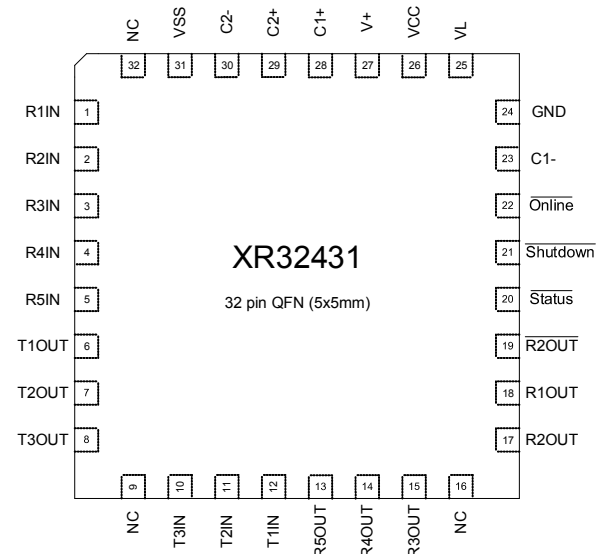 NC VSS C2- C2+ C1+ V+ VCC VL
32 31 30 29 28 27 26 25
R1IN 1 24 GND
R2IN 2 23 C1-
R3IN 3 22 Online
R4IN 4 21 Shutdown
XR32431
R5IN 5 20 Status
32 pin QFN (5x5mm)
T1OUT 6 19 R2OUT
T2OUT 7 18 R1OUT
T3OUT 8 17 R2OUT
9 10 11 12 13 14 15 16
NC T3IN T2IN T1IN R5OUT R4OUT R3OUT NC